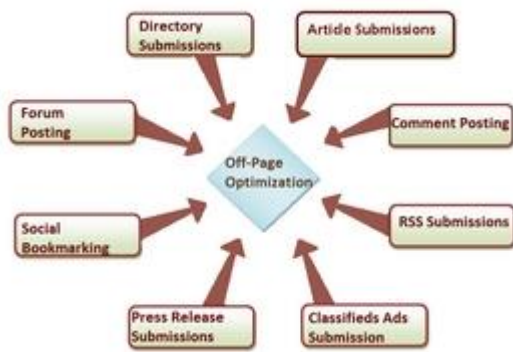 Directory
Submissions
Article Submissions
Forum
Posting
Comment Posting
Off-Page
Optimization
Social
Bookmarking
RSS Submissions
Press Release
Submissions
Classifieds Ads
Submission